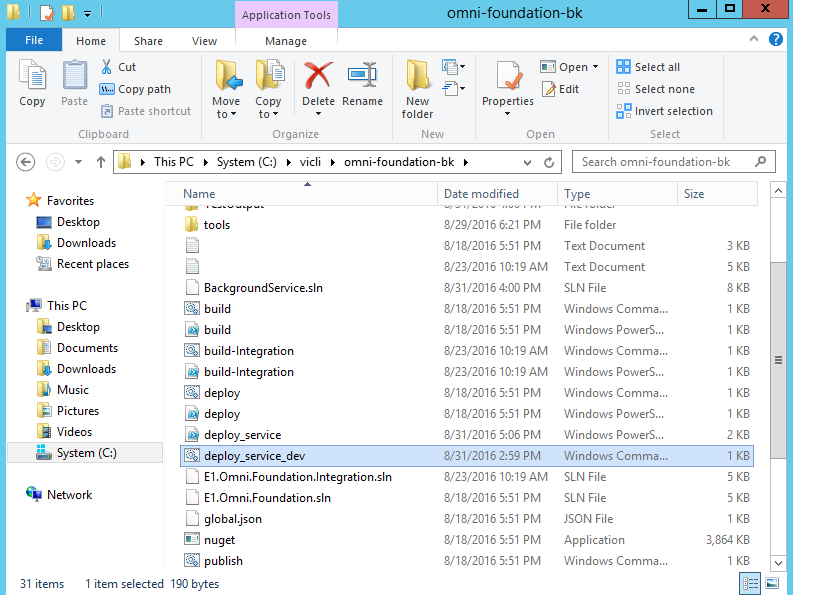 Application Tools
omni-foundation-bk
File Home Share View Manage
Copy
Paste
Cut
Copy path
Paste shortcut
Clipboard
Move to
Copy to
Delete
Rename
Organize
New folder
New
Properties
Open
Edit
Open
Select all
Select none
Invert selection
Select
This PC System (C:) vicli omni-foundation-bk
Search omni-foundation-bk
Favorites
Desktop
Downloads
Recent places
This PC
Desktop
Documents
Downloads
Music
Pictures
Videos
System (C:)
Network
Name Date modified Type Size
tools 8/29/2016 6:21 PM File folder
8/18/2016 5:51 PM Text Document 3 KB
8/23/2016 10:19 AM Text Document 5 KB
BackgroundService.sln 8/31/2016 4:00 PM SLN File 8 KB
build 8/18/2016 5:51 PM Windows Comma... 1 KB
build 8/18/2016 5:51 PM Windows PowerS... 1 KB
build-Integration 8/23/2016 10:19 AM Windows Comma... 1 KB
build-Integration 8/23/2016 10:19 AM Windows PowerS... 1 KB
deploy 8/18/2016 5:51 PM Windows Comma... 1 KB
deploy 8/18/2016 5:51 PM Windows PowerS... 1 KB
deploy_service 8/31/2016 5:06 PM Windows PowerS... 2 KB
deploy_service_dev 8/31/2016 2:59 PM Windows Comma... 1 KB
E1.Omni.Foundation.Integration.sln 8/23/2016 10:19 AM SLN File 5 KB
E1.Omni.Foundation.sln 8/18/2016 5:51 PM SLN File 5 KB
global.json 8/18/2016 5:51 PM JSON File 1 KB
nuget 8/18/2016 5:51 PM Application 3,864 KB
publish 8/18/2016 5:51 PM Windows Comma... 1 KB
31 items 1 item selected 190 bytes